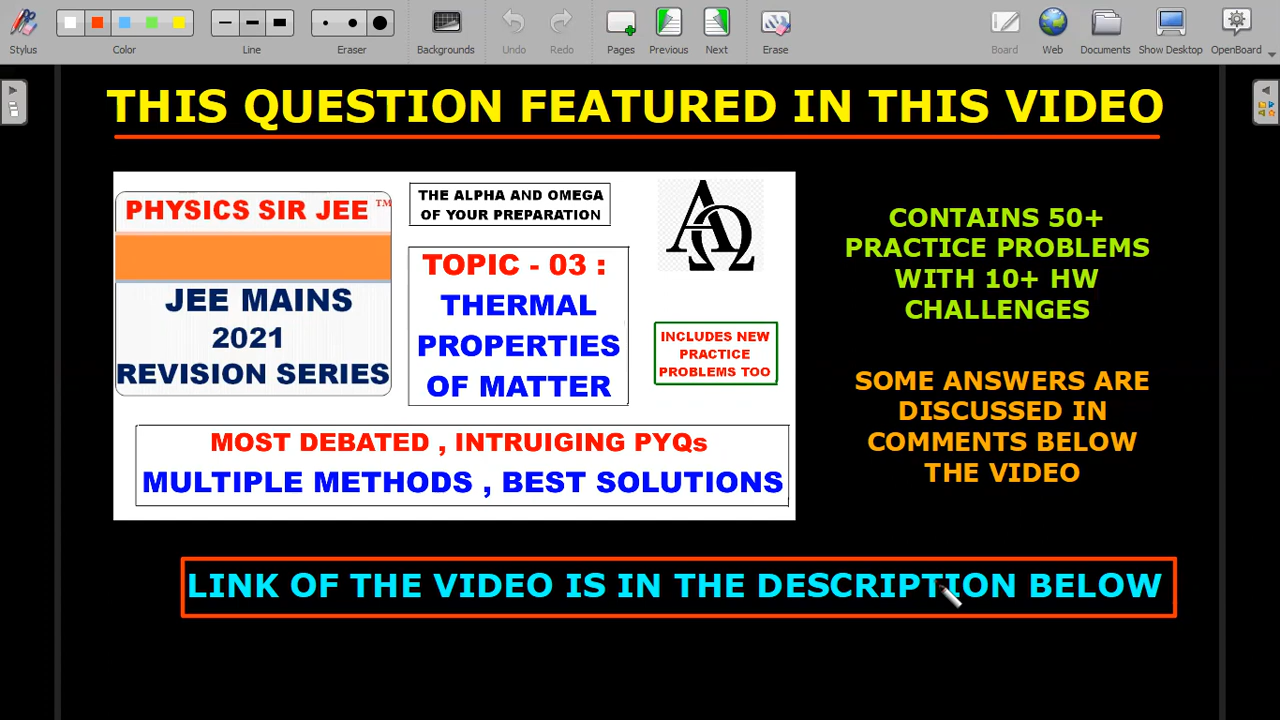 Stylus
Color
Line
Eraser
Backgrounds
Undo
Redo
Pages
Previous
Next
Erase
Board
Web
Documents
Show Desktop
OpenBoard
THIS QUESTION FEATURED IN THIS VIDEO
PHYSICS SIR JEE ™
JEE MAINS
2021
REVISION SERIES
THE ALPHA AND OMEGA
OF YOUR PREPARATION
TOPIC - 03 :
THERMAL
PROPERTIES
OF MATTER
ΑΩ
INCLUDES NEW
PRACTICE
PROBLEMS TOO
MOST DEBATED , INTRUIGING PYQs
MULTIPLE METHODS , BEST SOLUTIONS
CONTAINS 50+
PRACTICE PROBLEMS
WITH 10+ HW
CHALLENGES
SOME ANSWERS ARE
DISCUSSED IN
COMMENTS BELOW
THE VIDEO
LINK OF THE VIDEO IS IN THE DESCRIPTION BELOW